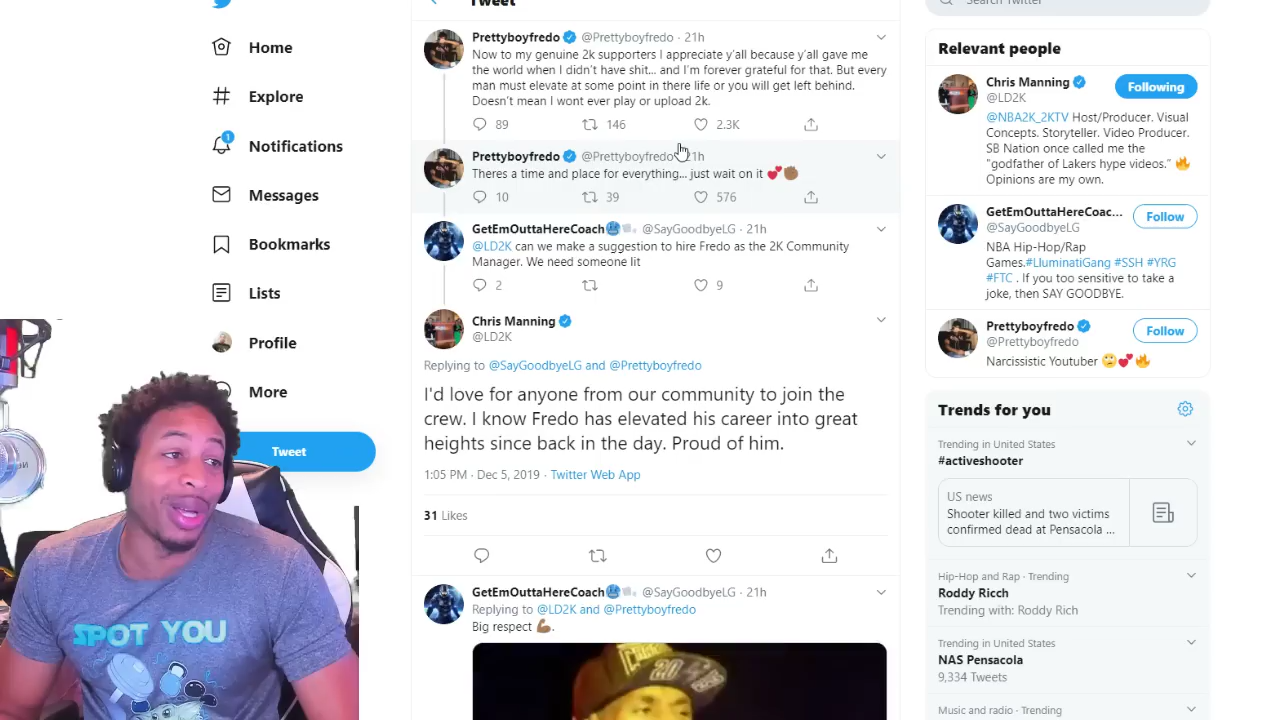 Home
Explore
1
Notifications
Messages
Bookmarks
Lists
Profile
More
Tweet
SPOT YOU
Tweet
Prettyboyfredo @Prettyboyfredo · 21h
Now to my genuine 2k supporters I appreciate y'all because y'all gave me
the world when I didn't have shit... and I'm forever grateful for that. But every
man must elevate at some point in there life or you will get left behind.
Doesn't mean I wont ever play or upload 2k.
89 146 2.3K
Prettyboyfredo @Prettyboyfredo 21h
Theres a time and place for everything... just wait on it 💕✊🏾
10 39 576
GetEmOuttaHereCoach @SayGoodbyeLG · 21h
@LD2K can we make a suggestion to hire Fredo as the 2K Community
Manager. We need someone lit
2 9
Chris Manning
@LD2K
Replying to @SayGoodbyeLG and @Prettyboyfredo
I'd love for anyone from our community to join the
crew. I know Fredo has elevated his career into great
heights since back in the day. Proud of him.
1:05 PM · Dec 5, 2019 · Twitter Web App
31 Likes
GetEmOuttaHereCoach @SayGoodbyeLG · 21h
Replying to @LD2K and @Prettyboyfredo
Big respect 💪🏾.
Search Twitter
Relevant people
Chris Manning
@LD2K
Following
@NBA2K_2KTV Host/Producer. Visual
Concepts. Storyteller. Video Producer.
SB Nation once called me the
"godfather of Lakers hype videos." 🔥
Opinions are my own.
GetEmOuttaHereCoac...
@SayGoodbyeLG
Follow
NBA Hip-Hop/Rap
Games.#LluminatiGang #SSH #YRG
#FTC . If you too sensitive to take a
joke, then SAY GOODBYE.
Prettyboyfredo
@Prettyboyfredo
Follow
Narcissistic Youtuber 🙄💕🔥
Trends for you
Trending in United States
#activeshooter
US news
Shooter killed and two victims
confirmed dead at Pensacola ...
Hip-Hop and Rap · Trending
Roddy Ricch
Trending with: Roddy Rich
Trending in United States
NAS Pensacola
9,334 Tweets
Music and radio · Trending